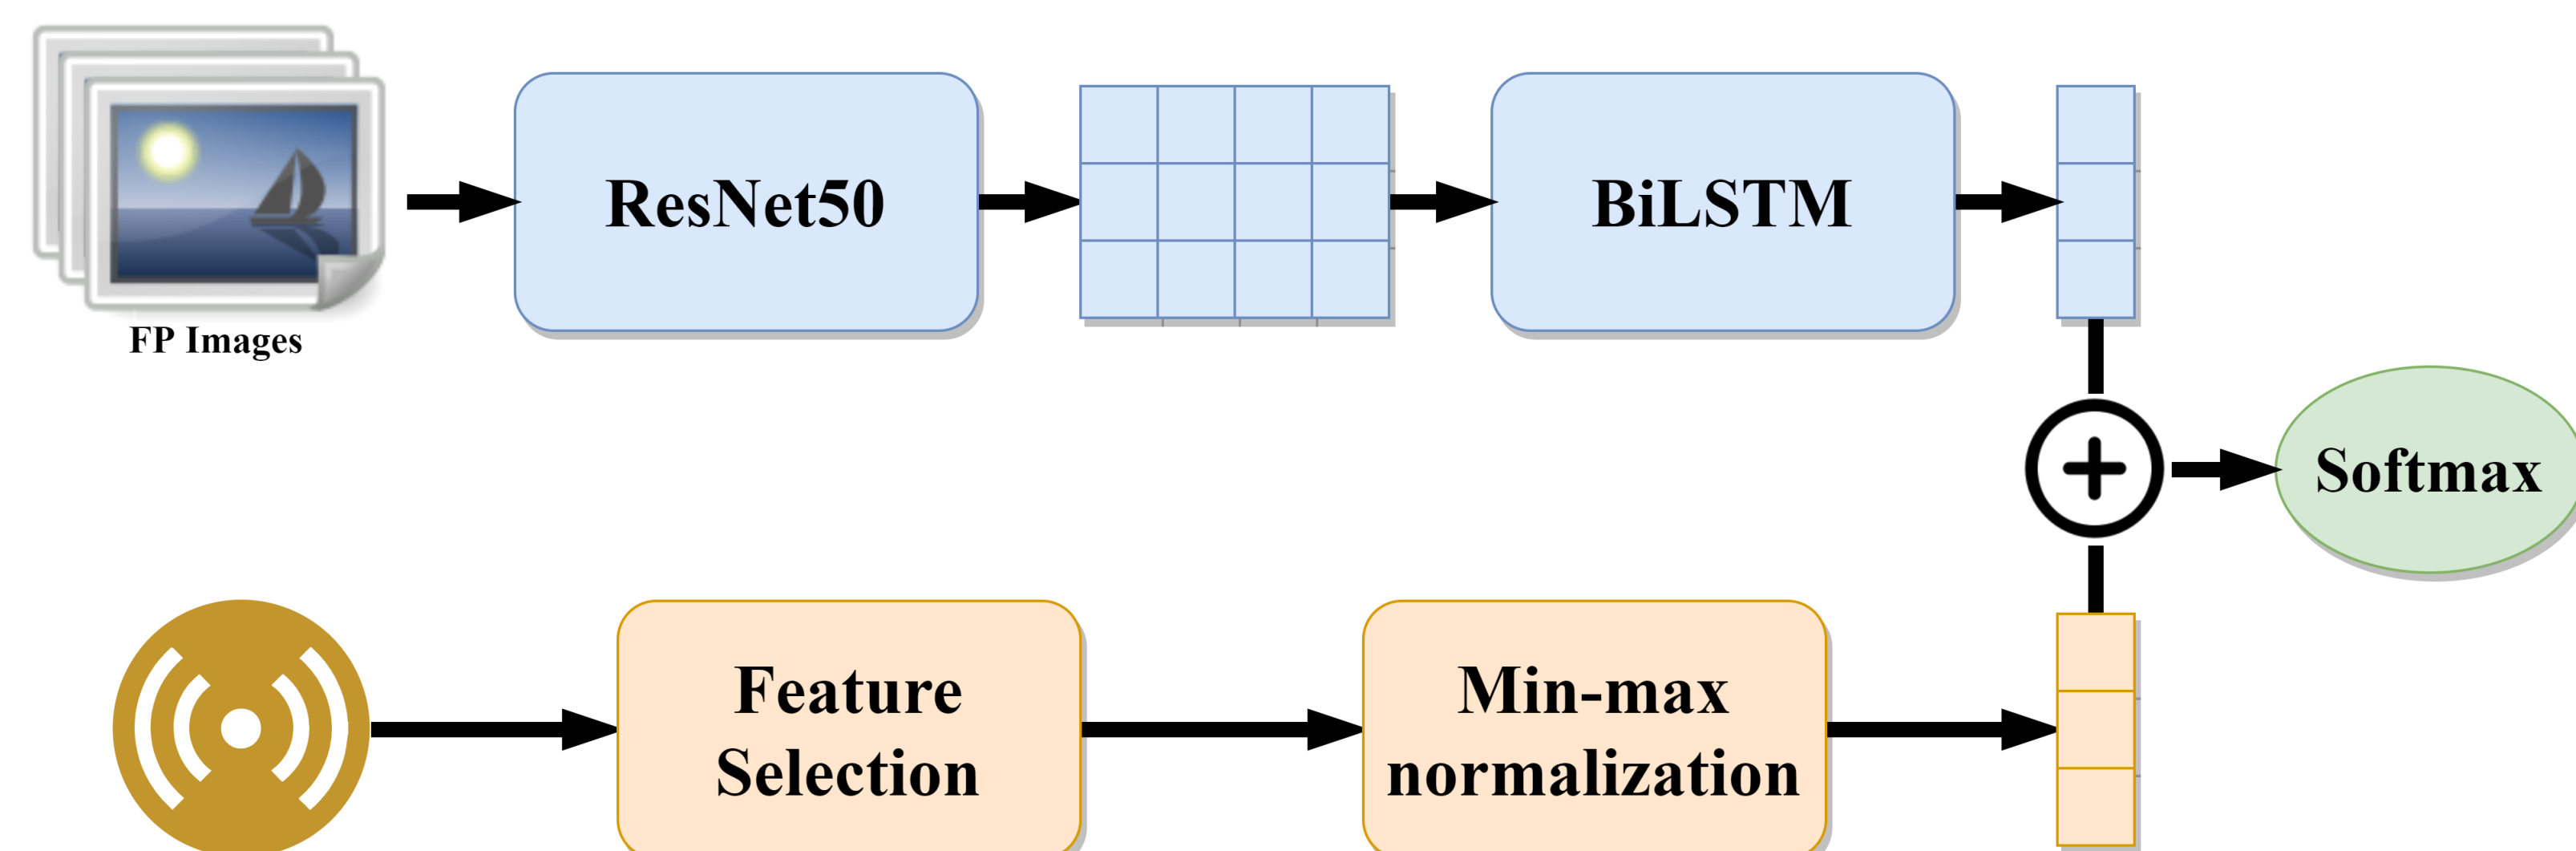 FP Images
ResNet50
BiLSTM
Softmax
Feature
Selection
Min-max
normalization